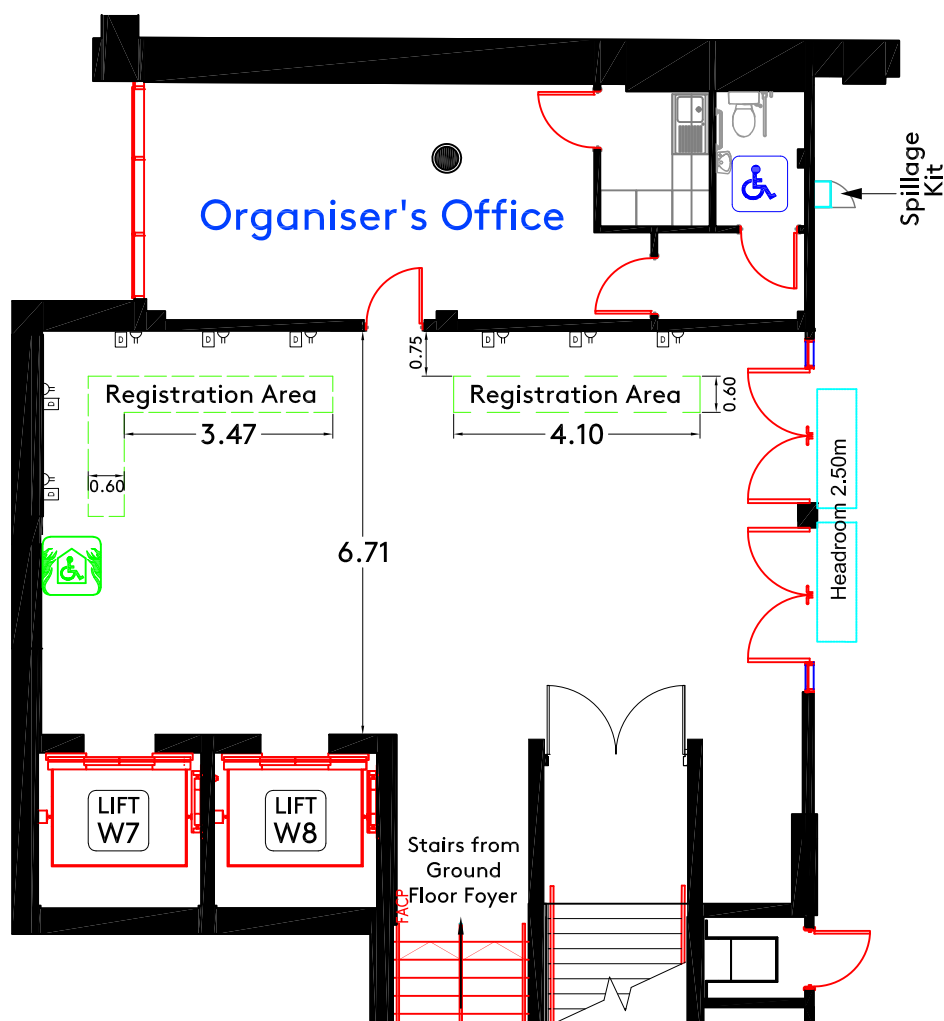 Spillage
Kit
Organiser's Office
D
D
D
D
D
D
0.75
Registration Area
Registration Area
0.60
D
3.47
4.10
0.60
D
Headroom 2.50m
6.71
LIFT
W7
LIFT
W8
Stairs from
Ground
Floor Foyer
FACP